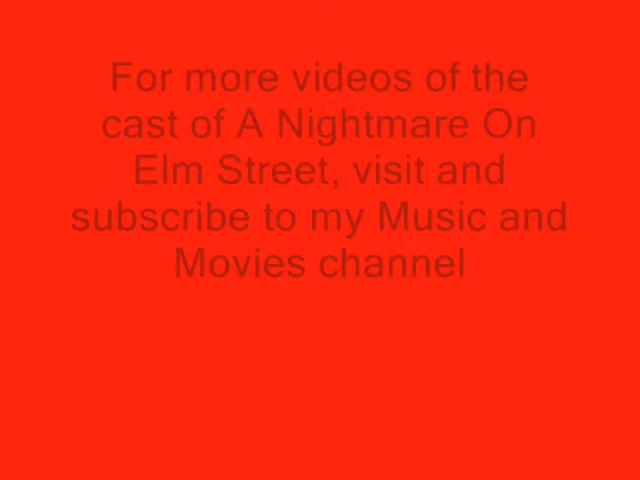 For more videos of the
cast of A Nightmare On
Elm Street, visit and
subscribe to my Music and
Movies channel